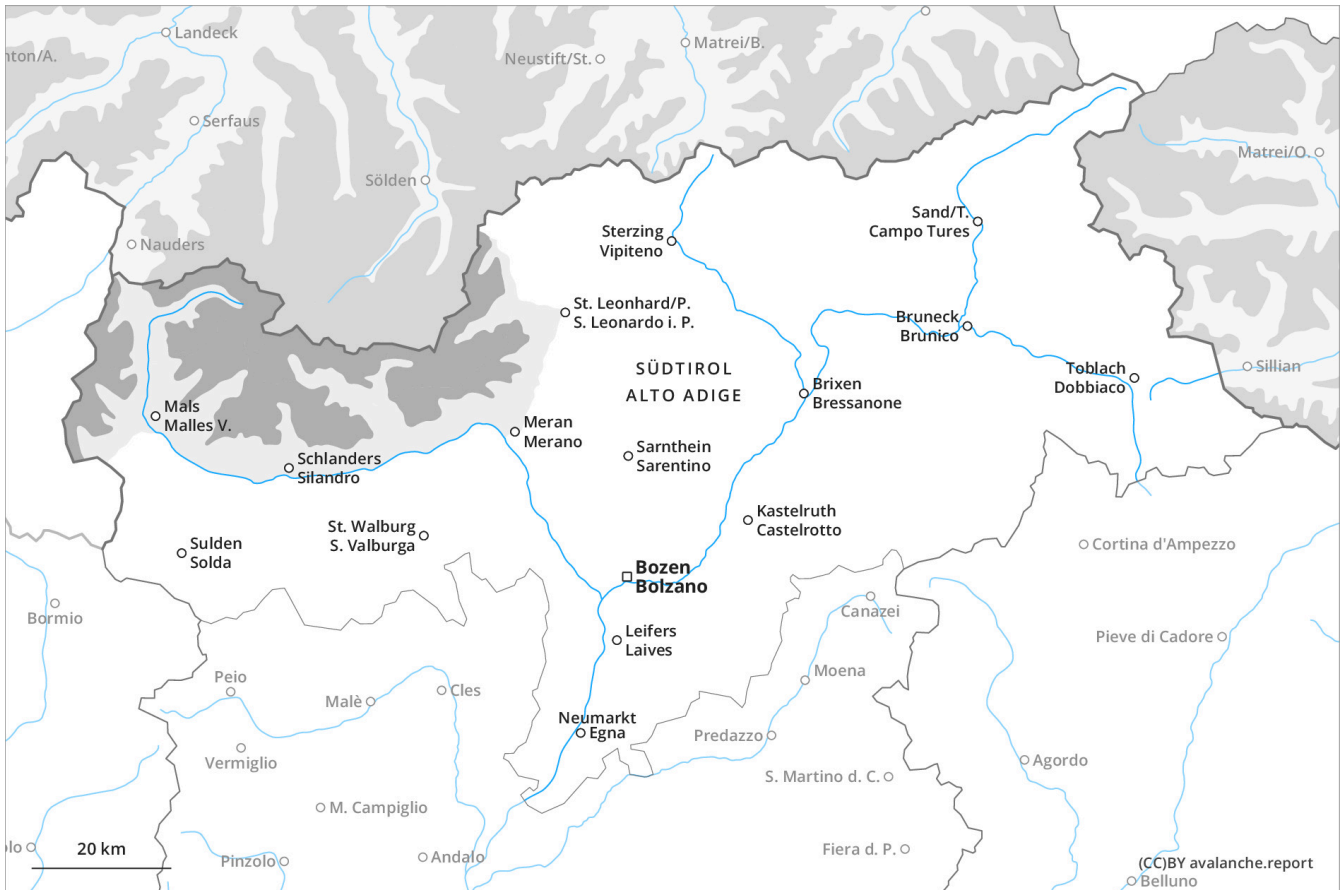 Landeck
Matrei/B.
nton/A.
Neustift/St.
Serfaus
Matrei/O.
Sölden
Sand/T.
Campo Tures
Sterzing
Vipiteno
Nauders
St. Leonhard/P.
S. Leonardo i. P.
Bruneck
Brunico
SÜDTIROL
ALTO ADIGE
Toblach
Dobbiaco
Sillian
Brixen
Bressanone
Mals
Malles V.
Meran
Merano
Sarnthein
Sarentino
Schlanders
Silandro
Kastelruth
Castelrotto
St. Walburg
S. Valburga
Sulden
Solda
Cortina d'Ampezzo
Bozen
Bolzano
Bormio
Canazei
Leifers
Laives
Pieve di Cadore
Peio
Malè
Cles
Moena
Neumarkt
Egna
Predazzo
Vermiglio
Agordo
S. Martino d. C.
M. Campiglio
20 km
lo
Pinzolo
Andalo
Fiera d. P.
(CC)BY avalanche.report
Belluno